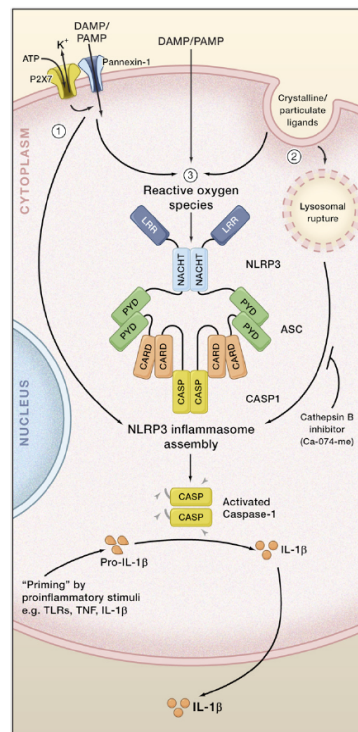 DAMP/
PAMP
K+
ATP
P2X7
Pannexin-1
DAMP/PAMP
Crystalline/
particulate
ligands
1
2
CYTOPLASM
3
Reactive oxygen
species
Lysosomal
rupture
LRR
LRR
NACHT
NACHT
NLRP3
PYD
PYD
PYD
PYD
ASC
CARD
CARD
CARD
CARD
CASP
CASP
CASP1
NUCLEUS
NLRP3 inflammasome
assembly
Cathepsin B
inhibitor
(Ca-074-me)
CASP
CASP
Activated
Caspase-1
Pro-IL-1β
IL-1β
"Priming" by
proinflammatory stimuli
e.g. TLRs, TNF, IL-1β
IL-1β